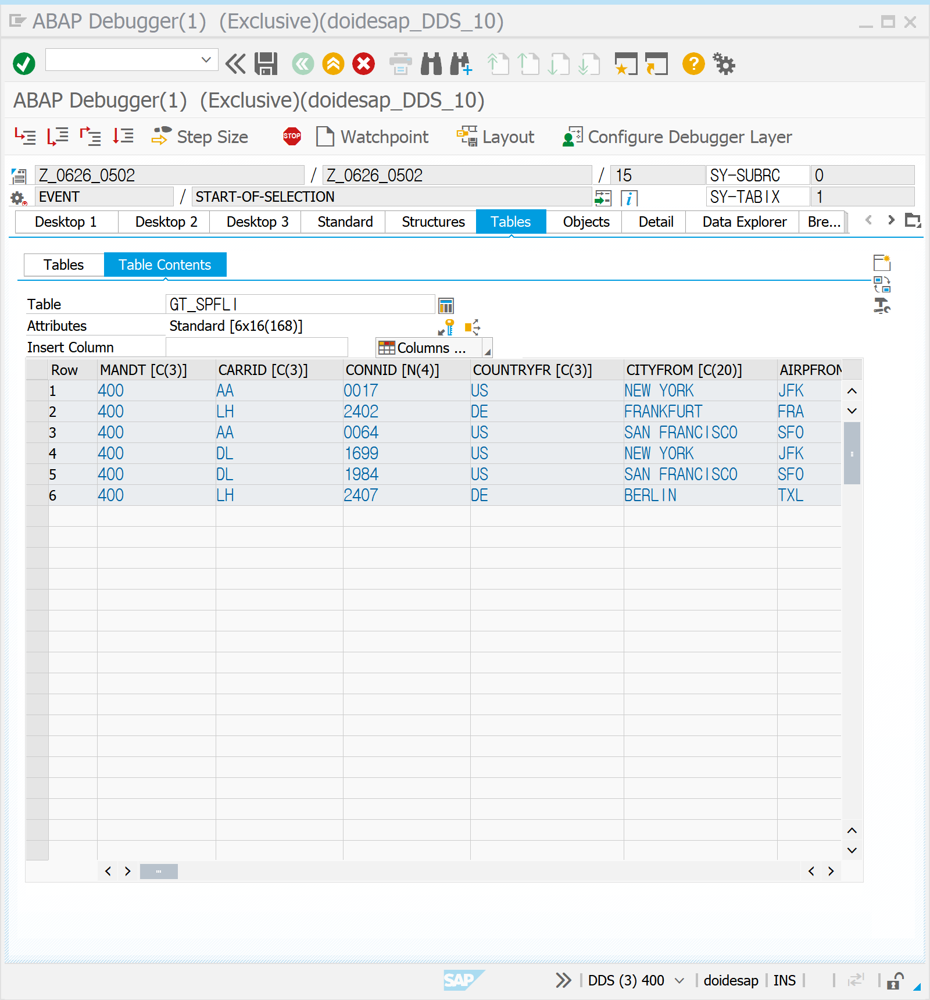 ABAP Debugger(1)  (Exclusive)(doidesap_DDS_10)
ABAP Debugger(1)  (Exclusive)(doidesap_DDS_10)
Step Size STOP Watchpoint Layout Configure Debugger Layer
Z_0626_0502 / Z_0626_0502 / 15 SY-SUBRC 0
EVENT / START-OF-SELECTION SY-TABIX 1
Desktop 1 Desktop 2 Desktop 3 Standard Structures Tables Objects Detail Data Explorer Bre...
Tables Table Contents
Table GT_SPFLI
Attributes Standard [6x16(168)]
Insert Column Columns ...
Row MANDT [C(3)] CARRID [C(3)] CONNID [N(4)] COUNTRYFR [C(3)] CITYFROM [C(20)] AIRPFROM
1 400 AA 0017 US NEW YORK JFK
2 400 LH 2402 DE FRANKFURT FRA
3 400 AA 0064 US SAN FRANCISCO SFO
4 400 DL 1699 US NEW YORK JFK
5 400 DL 1984 US SAN FRANCISCO SFO
6 400 LH 2407 DE BERLIN TXL
SAP DDS (3) 400 doidesap INS